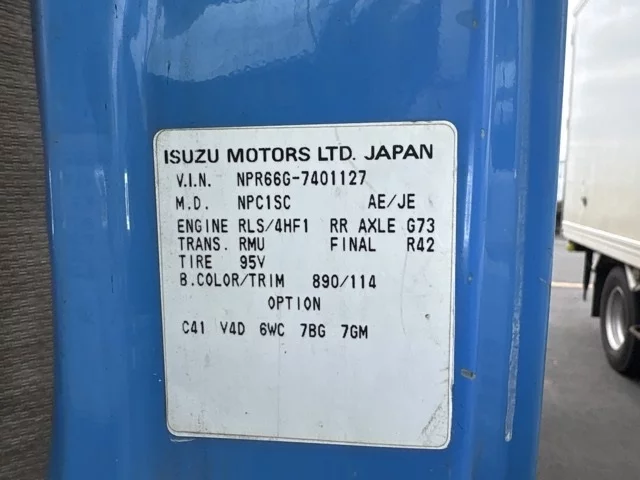 ISUZU MOTORS LTD. JAPAN
V.I.N. NPR66G-7401127
M.D. NPC1SC AE/JE
ENGINE RLS/4HF1 RR AXLE G73
TRANS. RMU FINAL R42
TIRE 95V
B.COLOR/TRIM 890/114
OPTION
C41 V4D 6WC 7BG 7GM